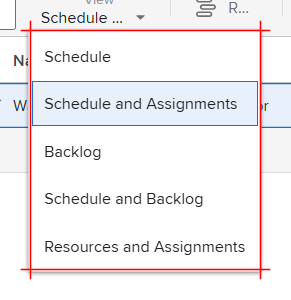 View
Schedule ...
R...
Na
Schedule
Schedule and Assignments
W
or
Backlog
Schedule and Backlog
Resources and Assignments